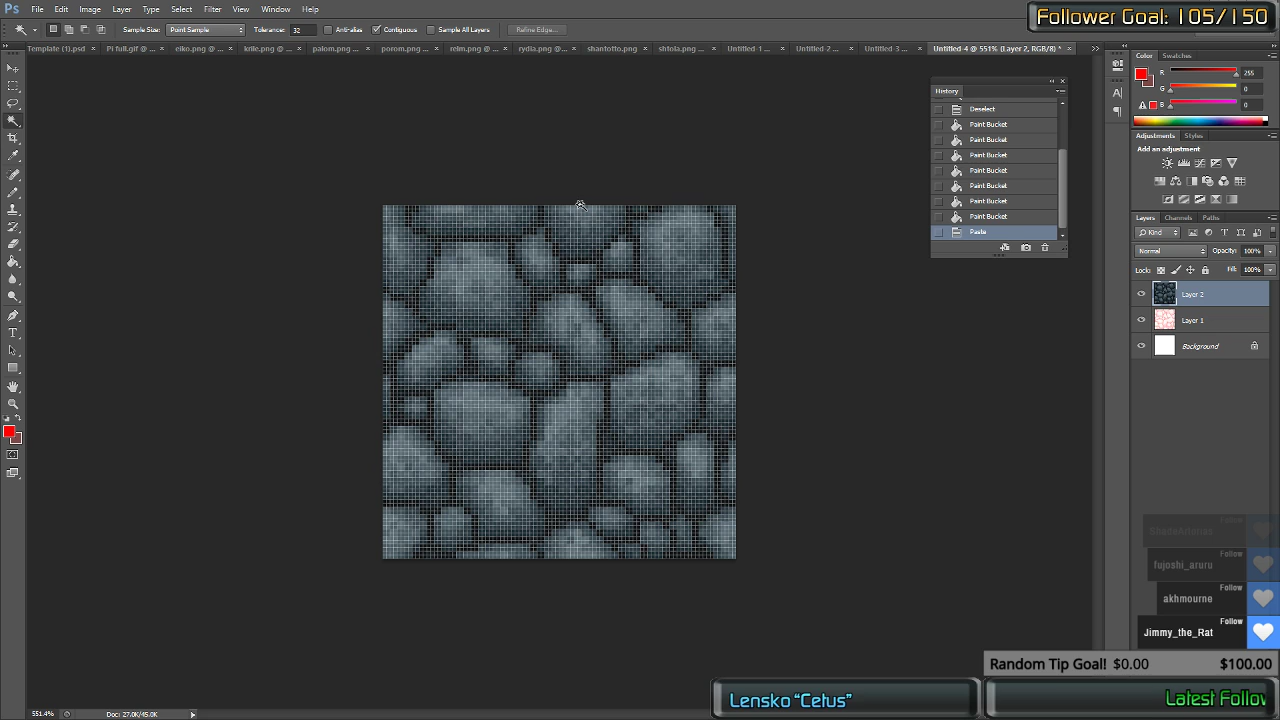 Ps File Edit Image Layer Type Select Filter View Window Help
Follower Goal: 105/150
Sample Size: Point Sample Tolerance: 32 Anti-alias Contiguous Sample All Layers Refine Edge...
Template (1).psd × Pi full.gif @ ... × eiko.png @ ... × krile.png @ ... × palom.png ... × porom.png ... × relm.png @ ... × rydia.png @... × shantotto.png × shtola.png ... × Untitled-1 ... × Untitled-2 ... × Untitled-3 ... × Untitled-4 @ 551% (Layer 2, RGB/8) * ×
Color Swatches
R 255
G 0
B 0
History
Deselect
Paint Bucket
Paint Bucket
Paint Bucket
Paint Bucket
Paint Bucket
Paint Bucket
Paint Bucket
Paste
Adjustments Styles
Add an adjustment
Layers Channels Paths
Kind
Normal Opacity: 100%
Lock: Fill: 100%
Layer 2
Layer 1
Background
Follow
Follow
fujoshi_aruru
Follow
akhmourne
Follow
Jimmy_the_Rat
Random Tip Goal! $0.00 $100.00
Lensko "Cetus"
Latest Follow
551.4% Doc: 27.0K/45.0K